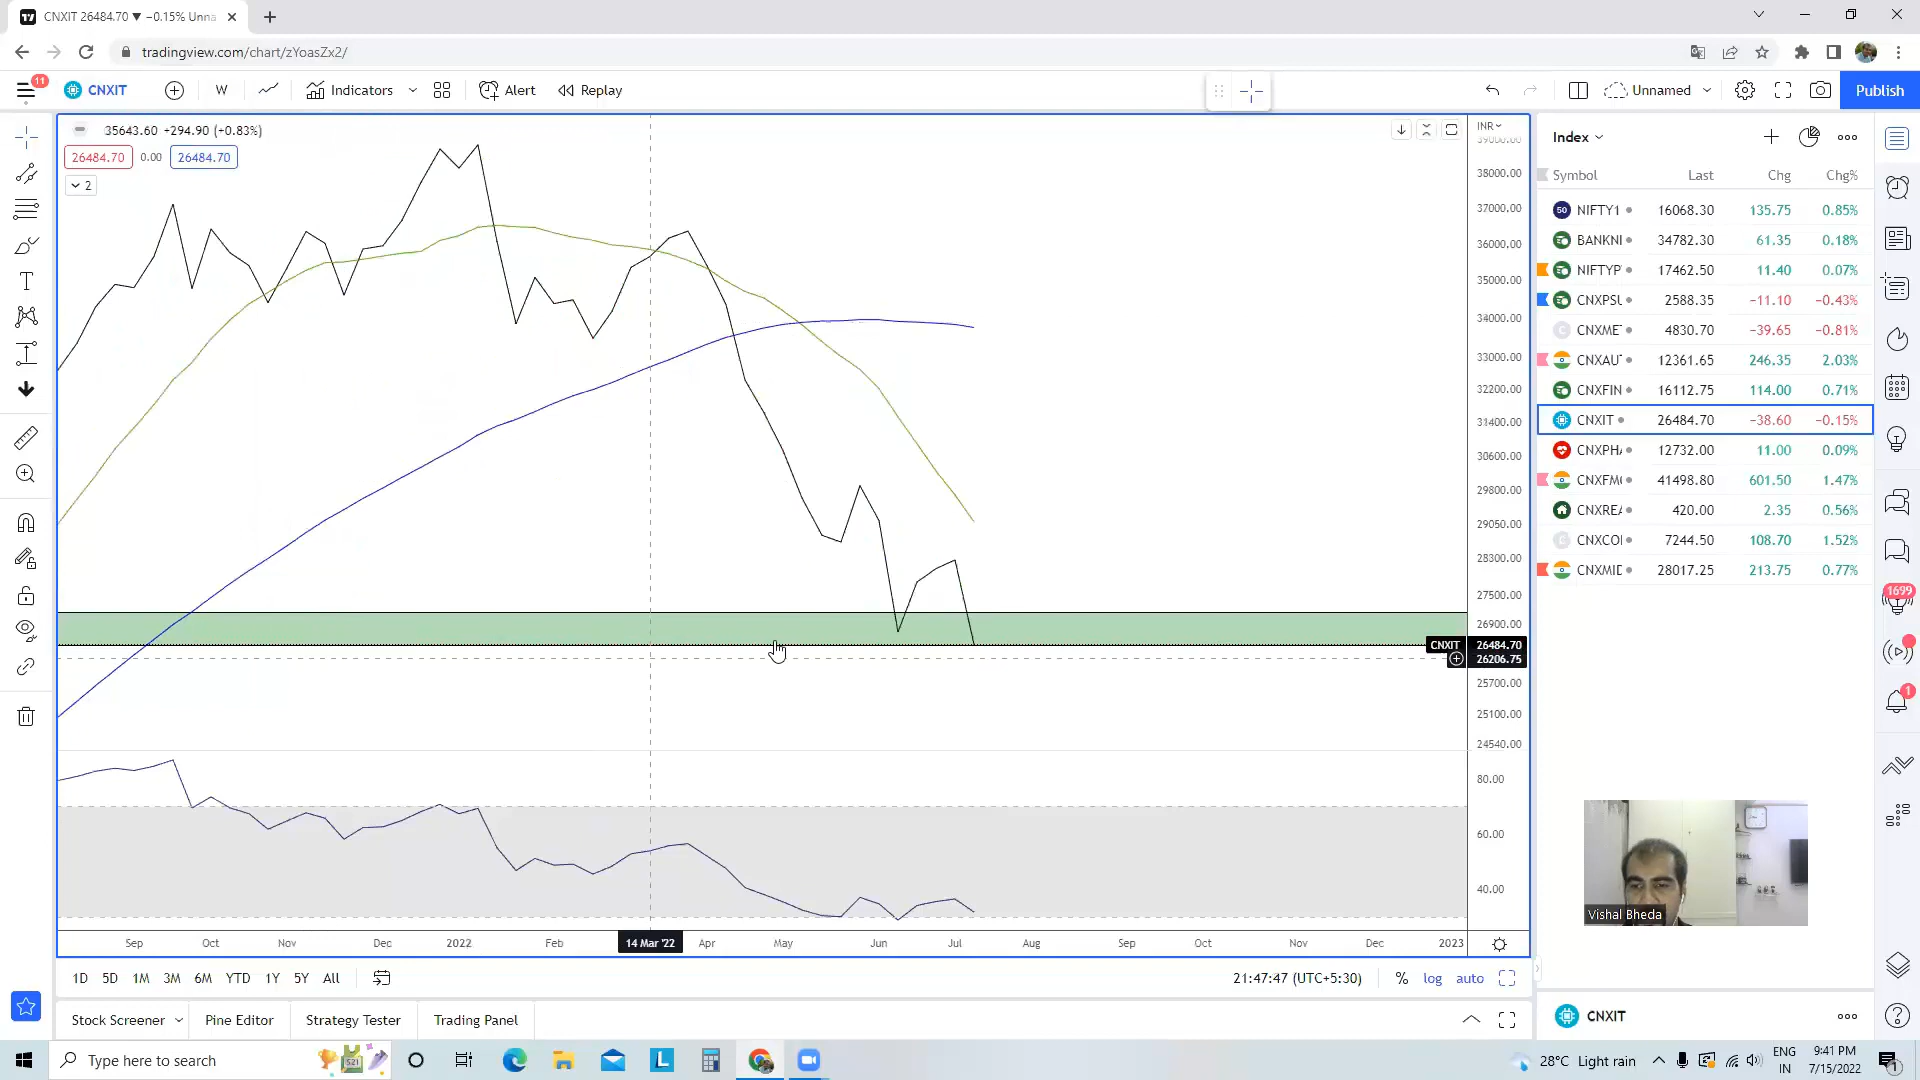 CNXIT 26484.70 ▼ −0.15% Unna
tradingview.com/chart/zYoasZx2/
11
CNXIT
W
Indicators
Alert
Replay
Unnamed
Publish
35643.60 +294.90 (+0.83%)
26484.70 0.00 26484.70
2
INR
39000.00
38000.00
37000.00
36000.00
35000.00
34000.00
33000.00
32200.00
31400.00
30600.00
29800.00
29050.00
28300.00
27500.00
26900.00
CNXIT 26484.70
26206.75
25700.00
25100.00
24540.00
80.00
60.00
40.00
Sep Oct Nov Dec 2022 Feb 14 Mar '22 Apr May Jun Jul Aug Sep Oct Nov Dec 2023
1D 5D 1M 3M 6M YTD 1Y 5Y All
21:47:47 (UTC+5:30) % log auto
Stock Screener Pine Editor Strategy Tester Trading Panel
Index
Symbol Last Chg Chg%
50 NIFTY1 16068.30 135.75 0.85%
BANKNI 34782.30 61.35 0.18%
NIFTYP 17462.50 11.40 0.07%
CNXPSU 2588.35 −11.10 −0.43%
CNXME 4830.70 −39.65 −0.81%
CNXAU 12361.65 246.35 2.03%
CNXFIN 16112.75 114.00 0.71%
CNXIT 26484.70 −38.60 −0.15%
CNXPH 12732.00 11.00 0.09%
CNXFM 41498.80 601.50 1.47%
CNXREA 420.00 2.35 0.56%
CNXCO 7244.50 108.70 1.52%
CNXMID 28017.25 213.75 0.77%
1699
1
Vishal Bheda
CNXIT
Type here to search
28°C Light rain
ENG
IN
9:41 PM
7/15/2022